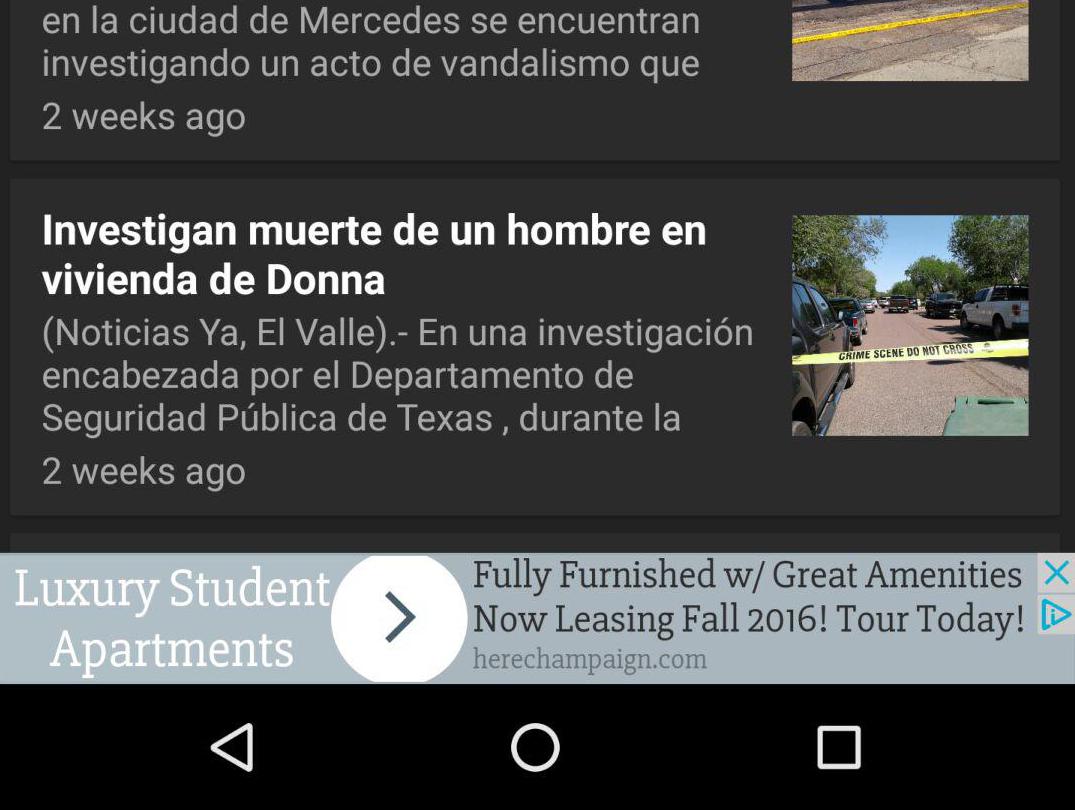 en la ciudad de Mercedes se encuentran
investigando un acto de vandalismo que
2 weeks ago
Investigan muerte de un hombre en
vivienda de Donna
(Noticias Ya, El Valle).- En una investigación
encabezada por el Departamento de
Seguridad Pública de Texas , durante la
2 weeks ago
CRIME SCENE DO NOT CROSS
Luxury Student
Apartments
Fully Furnished w/ Great Amenities
Now Leasing Fall 2016! Tour Today!
herechampaign.com